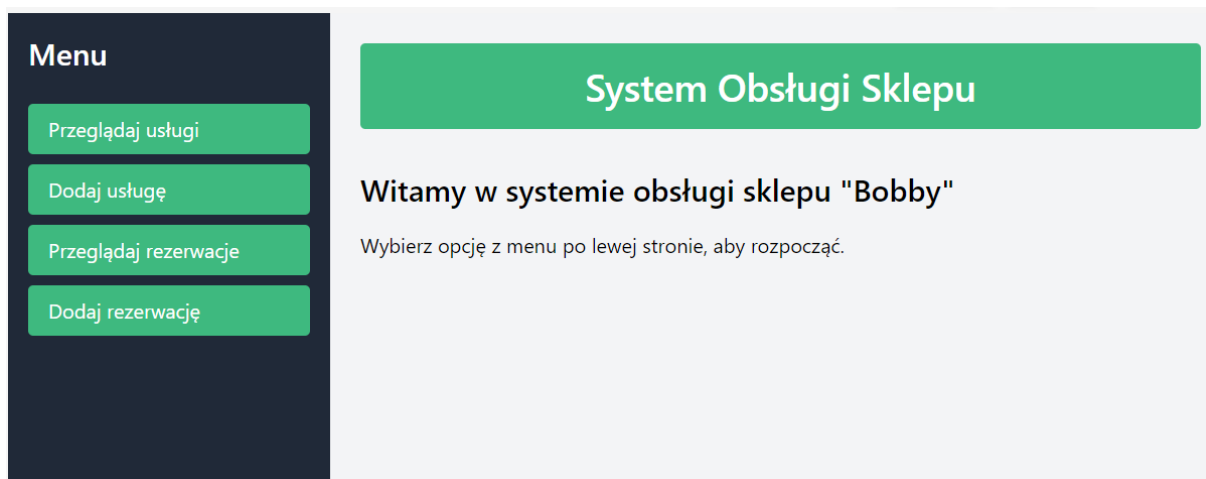 Menu
Przeglądaj usługi
Dodaj usługę
Przeglądaj rezerwacje
Dodaj rezerwację
System Obsługi Sklepu
Witamy w systemie obsługi sklepu "Bobby"
Wybierz opcję z menu po lewej stronie, aby rozpocząć.